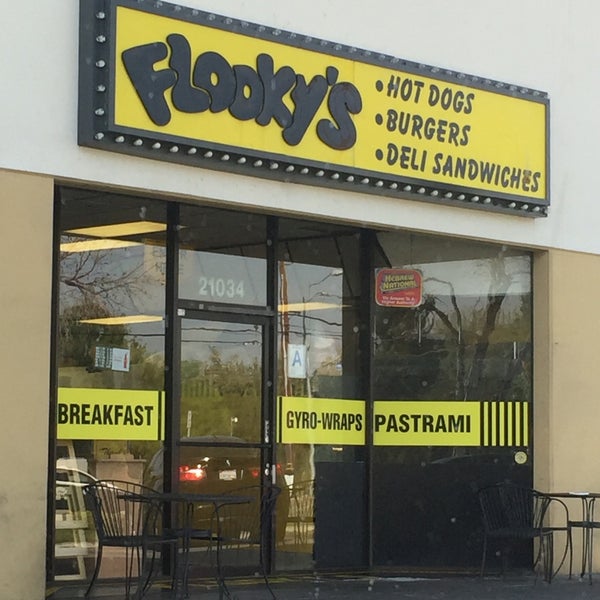 FLOOKY'S
• HOT DOGS
• BURGERS
• DELI SANDWICHES
21034
HEBREW
NATIONAL
A
BREAKFAST
GYRO-WRAPS
PASTRAMI